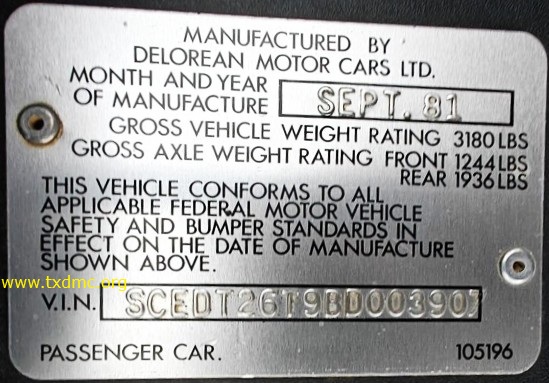 MANUFACTURED BY
DELOREAN MOTOR CARS LTD.
MONTH AND YEAR
OF MANUFACTURE SEPT. 81
GROSS VEHICLE WEIGHT RATING 3180 LBS
GROSS AXLE WEIGHT RATING FRONT 1244 LBS
REAR 1936 LBS
THIS VEHICLE CONFORMS TO ALL
APPLICABLE FEDERAL MOTOR VEHICLE
SAFETY AND BUMPER STANDARDS IN
EFFECT ON THE DATE OF MANUFACTURE
SHOWN ABOVE.
www.txdmc.org
V.I.N. SCEDT26T9BD003907
PASSENGER CAR. 105196